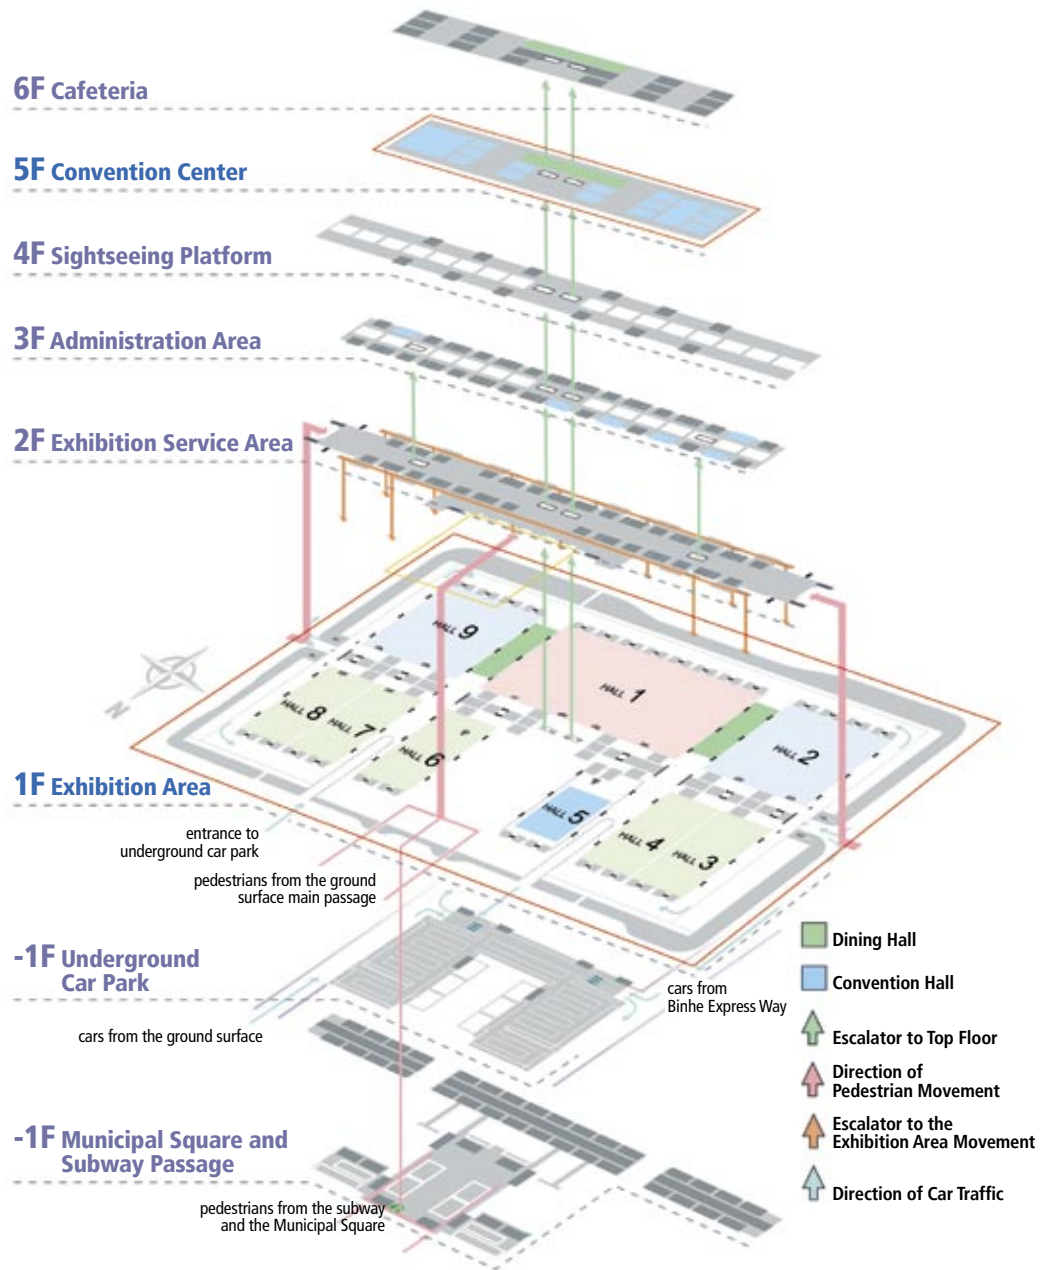 6F Cafeteria
5F Convention Center
4F Sightseeing Platform
3F Administration Area
2F Exhibition Service Area
HALL 9
HALL 1
HALL 8
HALL 7
HALL 6
HALL 2
HALL 5
HALL 4
HALL 3
N
1F Exhibition Area
entrance to
underground car park
pedestrians from the ground
surface main passage
-1F Underground
Car Park
cars from the ground surface
cars from
Binhe Express Way
-1F Municipal Square and
Subway Passage
pedestrians from the subway
and the Municipal Square
Dining Hall
Convention Hall
Escalator to Top Floor
Direction of
Pedestrian Movement
Escalator to the
Exhibition Area Movement
Direction of Car Traffic